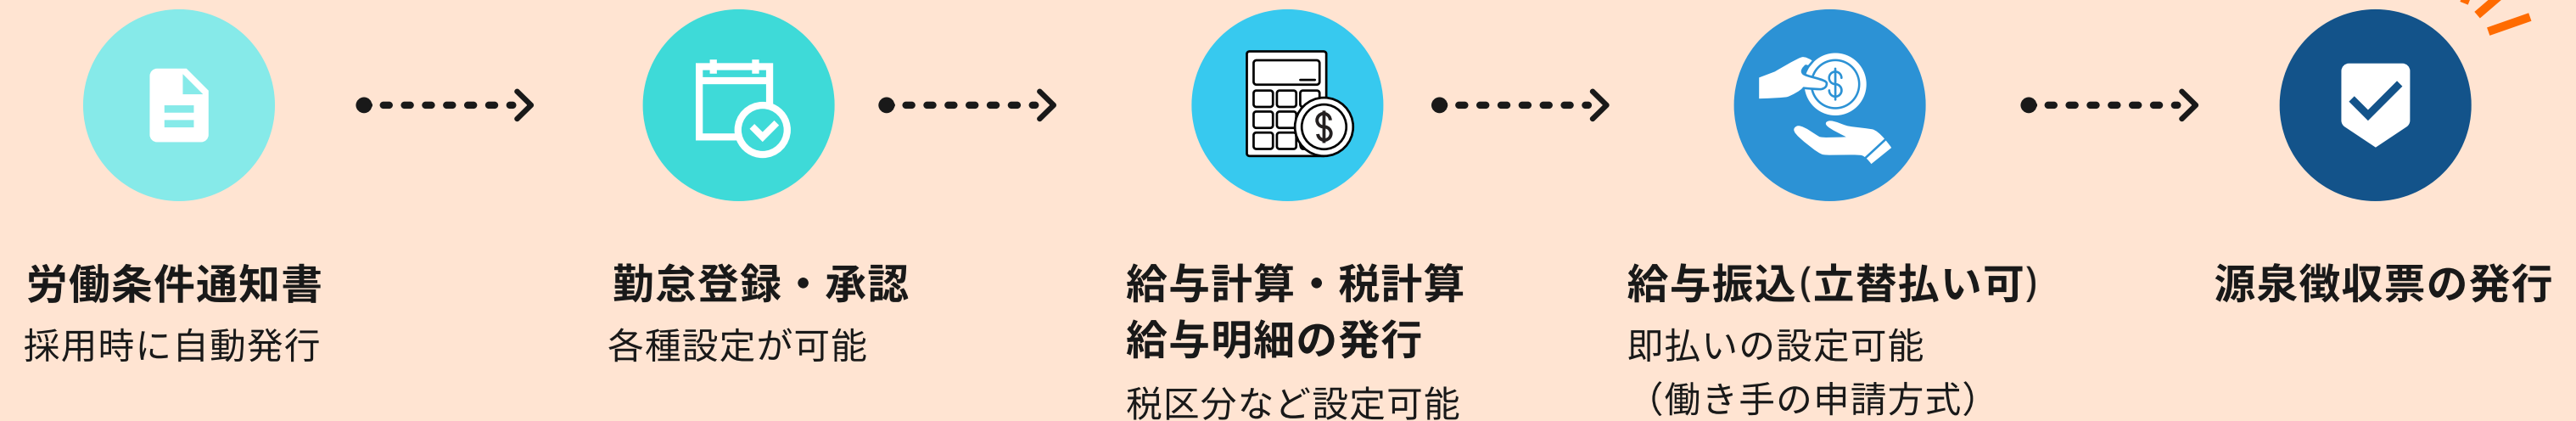 労働条件通知書
採用時に自動発行
勤怠登録・承認
各種設定が可能
給与計算・税計算
給与明細の発行
税区分など設定可能
給与振込(立替払い可)
即払いの設定可能
（働き手の申請方式）
源泉徴収票の発行